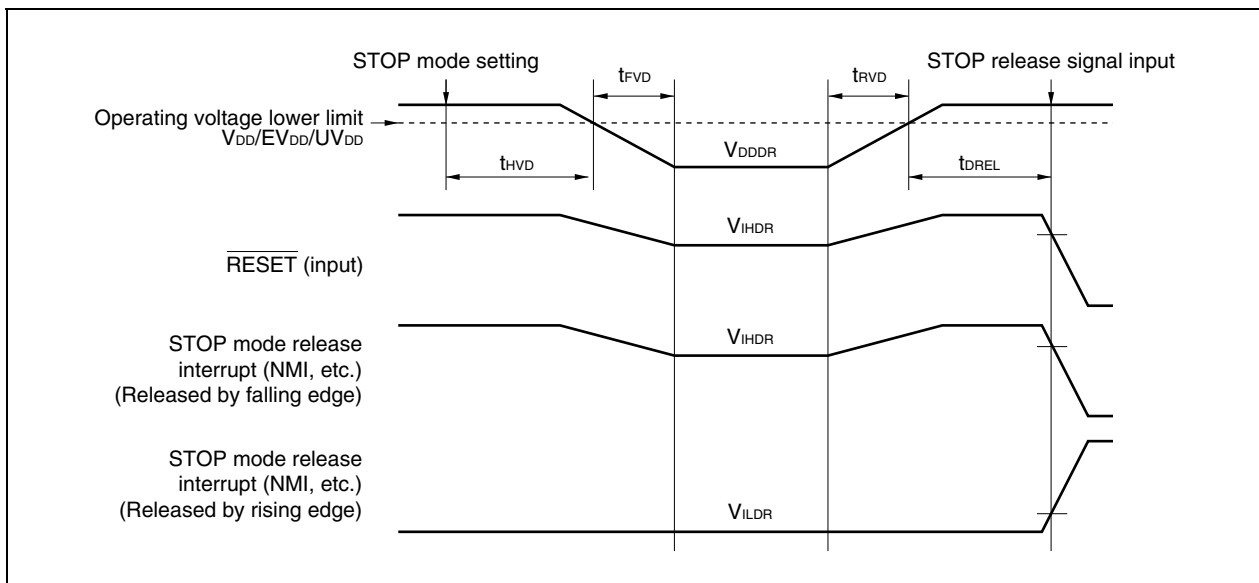 STOP mode setting
tFVD
tRVD
STOP release signal input
Operating voltage lower limit
VDD/EVDD/UVDD
tHVD
VDDDR
tDREL
VIHDR
RESET (input)
VIHDR
STOP mode release
interrupt (NMI, etc.)
(Released by falling edge)
STOP mode release
interrupt (NMI, etc.)
(Released by rising edge)
VILDR